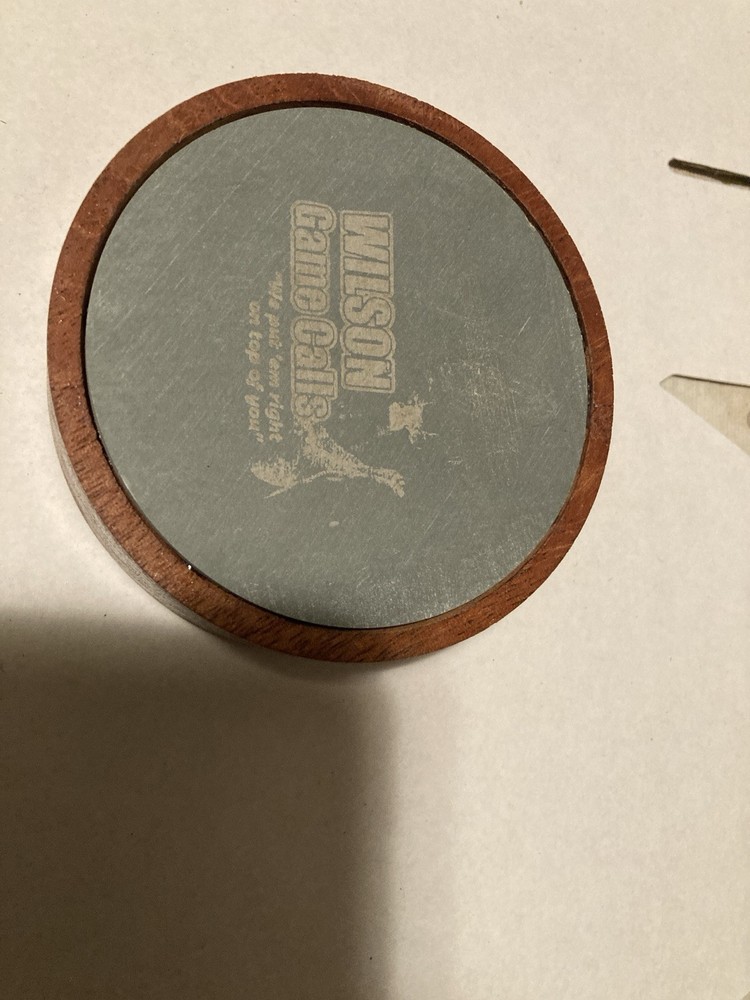 WILSON
Game Calls
"We put 'em right
on top of you"